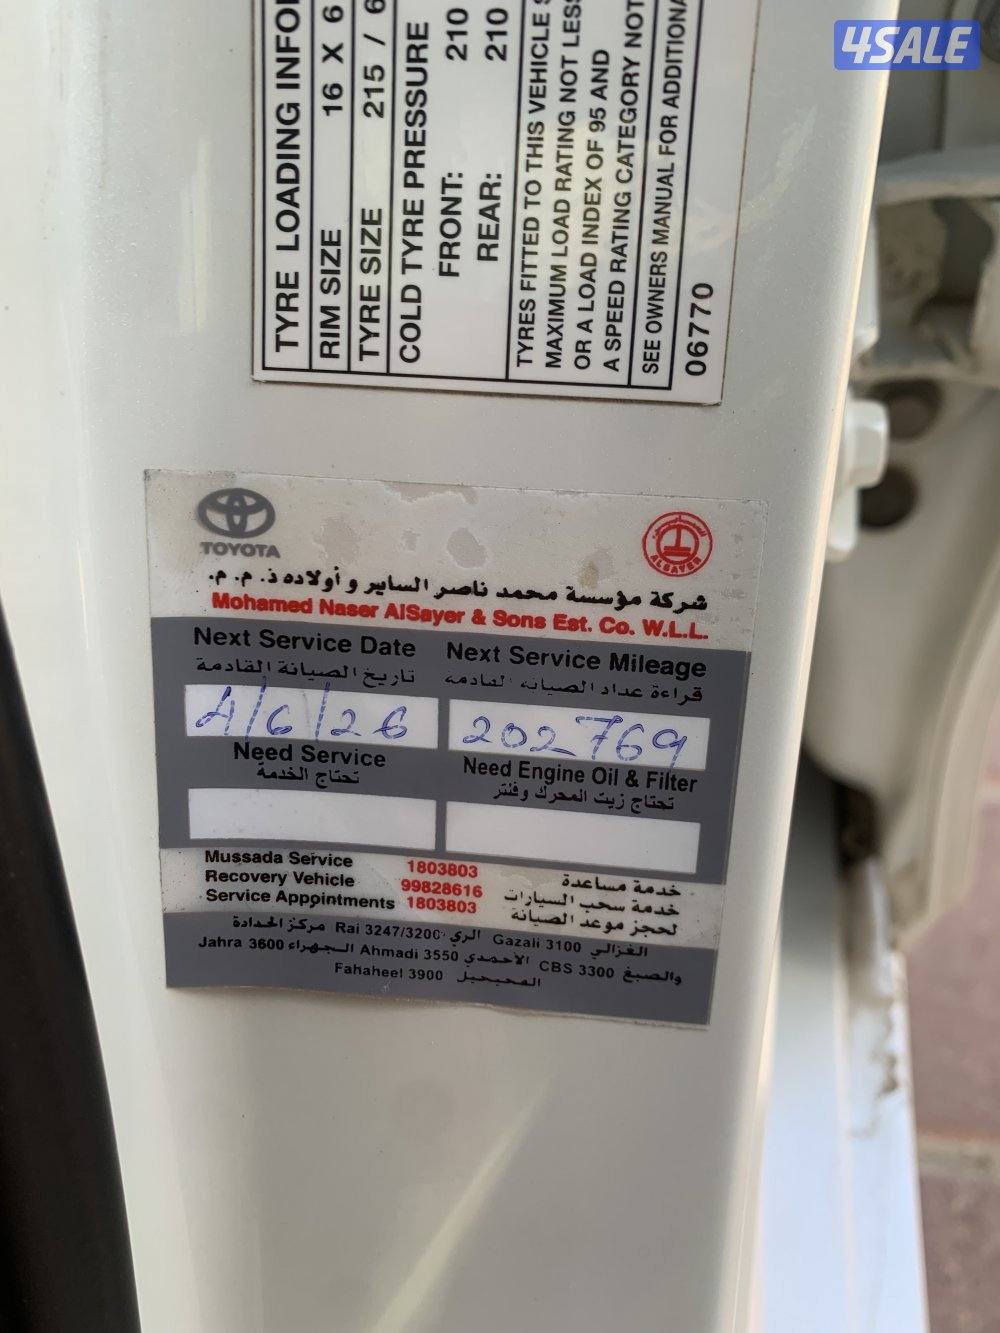 4SALE
TYRE LOADING
RIM SIZE 16 X 6
TYRE SIZE 215 / 6
COLD TYRE PRESSURE
FRONT: 210
REAR: 210
TYRES FITTED TO THIS VEHICLE
MAXIMUM LOAD RATING NOT LESS
OR A LOAD INDEX OF 95 AND
A SPEED RATING CATEGORY NOT
SEE OWNERS MANUAL FOR
06770
TOYOTA
ALSAYER
شركة مؤسسة محمد ناصر الساير و أولاده ذ. م. م.
Mohamed Naser AlSayer & Sons Est. Co. W.L.L.
Next Service Date Next Service Mileage
تاريخ الصيانة القادمة قراءة عداد الصيانه القادمه
4/6/26 202769
Need Service Need Engine Oil & Filter
تحتاج الخدمة تحتاج زيت المحرك وفلتر
Mussada Service 1803803 خدمة مساعدة
Recovery Vehicle 99828616 خدمة سحب السيارات
Service Appointments 1803803 لحجز موعد الصيانة
الغزالي Gazali 3100 الري Rai 3247/3200 مركز الحدادة
والصبغ CBS 3300 الأحمدي Ahmadi 3550 الجهراء Jahra 3600
الفحيحيل Fahaheel 3900